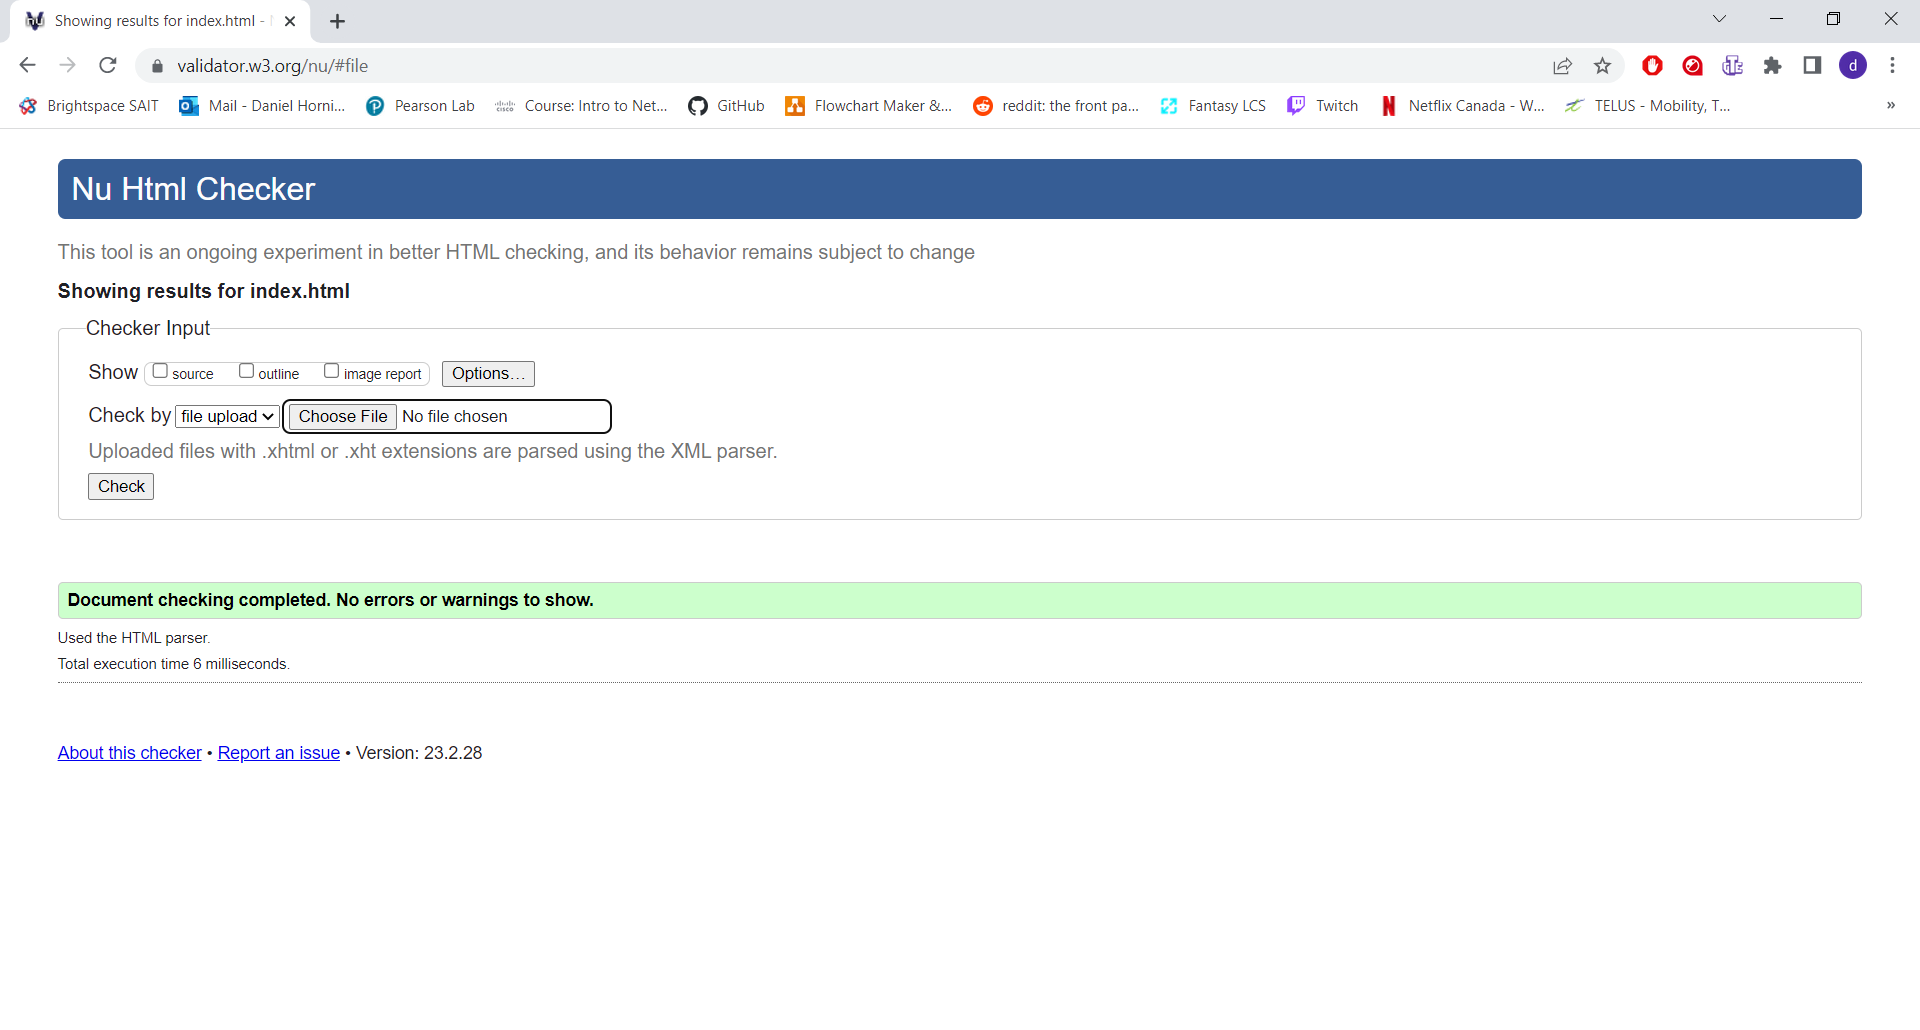 Showing results for index.html -
validator.w3.org/nu/#file
d
Brightspace SAIT
Mail - Daniel Horni...
Pearson Lab
Course: Intro to Net...
GitHub
Flowchart Maker &...
reddit: the front pa...
Fantasy LCS
Twitch
Netflix Canada - W...
TELUS - Mobility, T...
»
Nu Html Checker
This tool is an ongoing experiment in better HTML checking, and its behavior remains subject to change
Showing results for index.html
Checker Input
Show source outline image report Options...
Check by file upload Choose File No file chosen
Uploaded files with .xhtml or .xht extensions are parsed using the XML parser.
Check
Document checking completed. No errors or warnings to show.
Used the HTML parser.
Total execution time 6 milliseconds.
About this checker • Report an issue • Version: 23.2.28